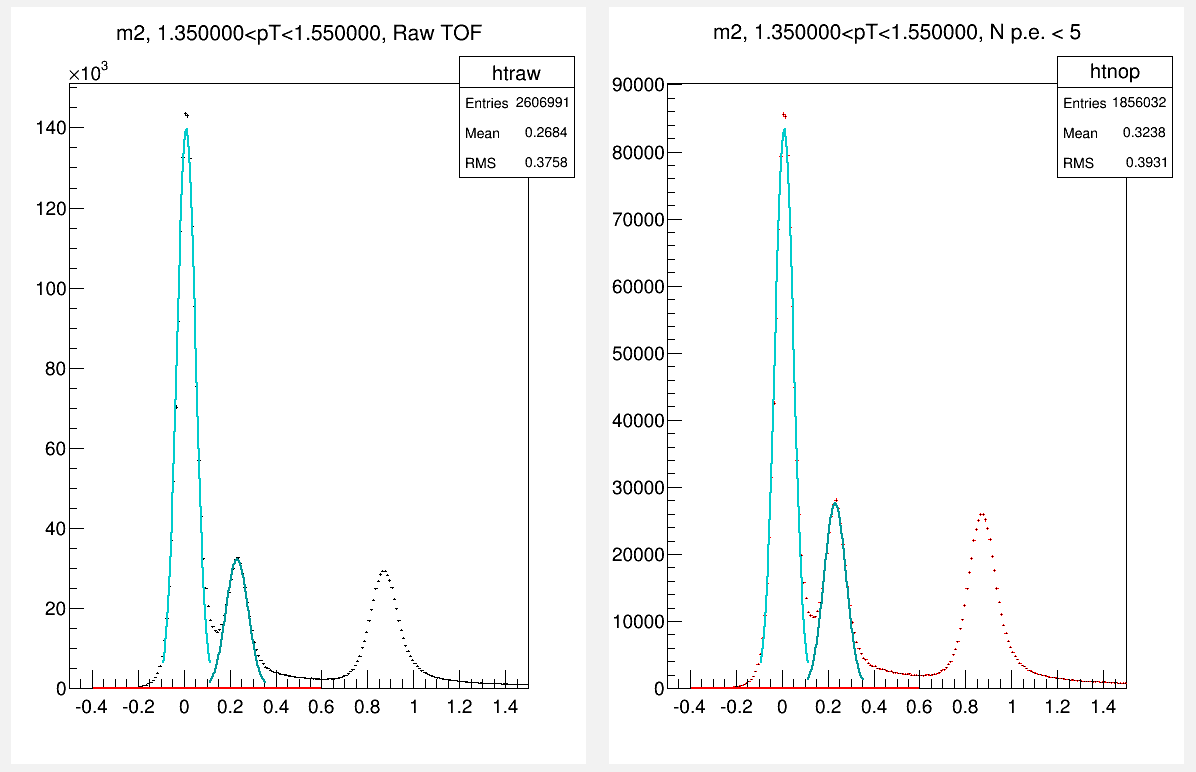 m2, 1.350000<pT<1.550000, Raw TOF
×10³
htraw
Entries 2606991
Mean 0.2684
RMS 0.3758
140
120
100
80
60
40
20
0
-0.4 -0.2 0 0.2 0.4 0.6 0.8 1 1.2 1.4
m2, 1.350000<pT<1.550000, N p.e. < 5
htnop
Entries 1856032
Mean 0.3238
RMS 0.3931
90000
80000
70000
60000
50000
40000
30000
20000
10000
0
-0.4 -0.2 0 0.2 0.4 0.6 0.8 1 1.2 1.4